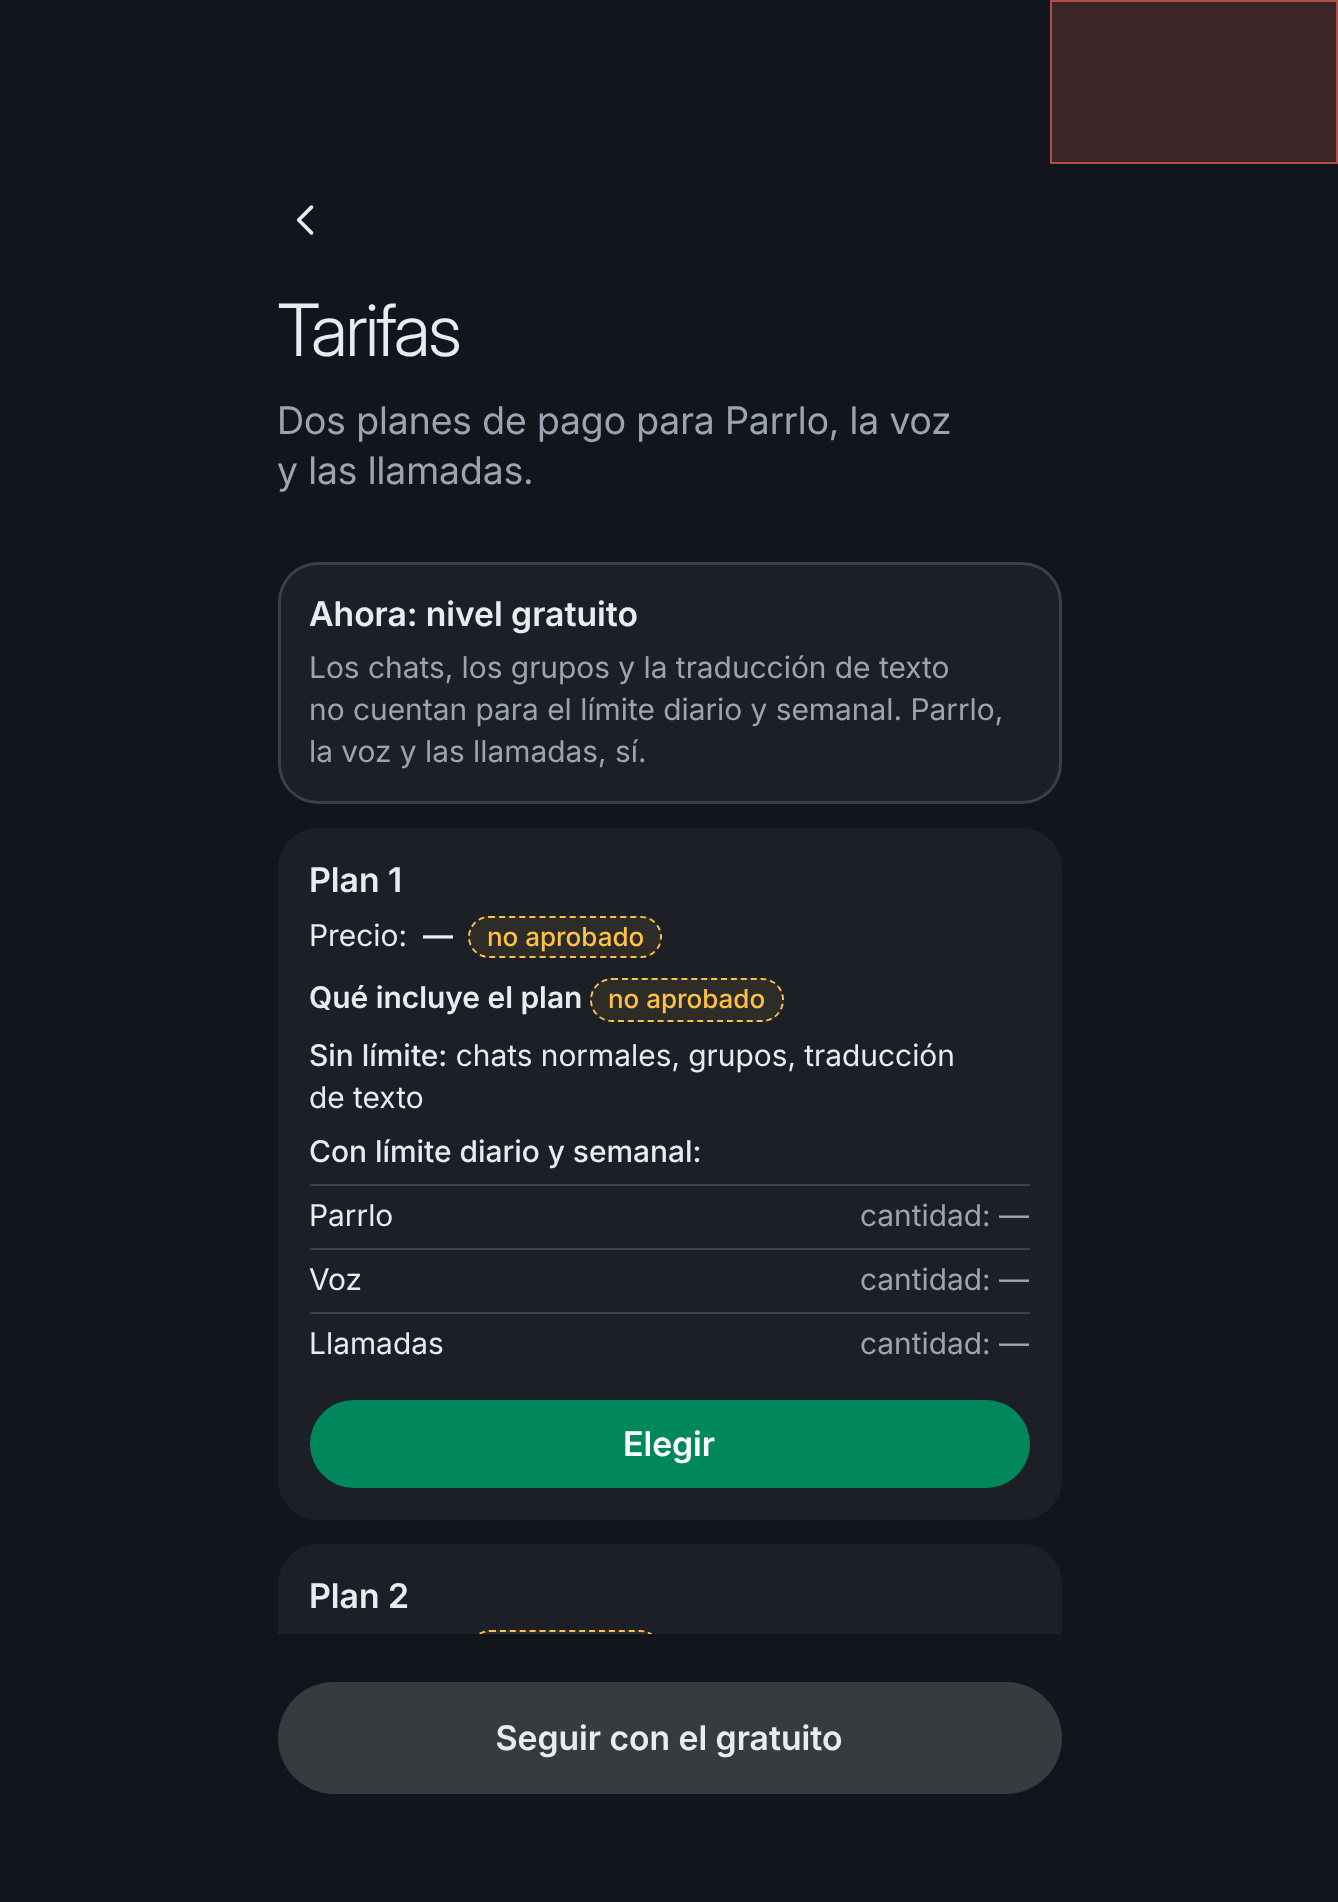 Tarifas
Dos planes de pago para Parrlo, la voz
y las llamadas.
Ahora: nivel gratuito
Los chats, los grupos y la traducción de texto
no cuentan para el límite diario y semanal. Parrlo,
la voz y las llamadas, sí.
Plan 1
Precio: — no aprobado
Qué incluye el plan no aprobado
Sin límite: chats normales, grupos, traducción
de texto
Con límite diario y semanal:
Parrlo cantidad: —
Voz cantidad: —
Llamadas cantidad: —
Elegir
Plan 2
Seguir con el gratuito